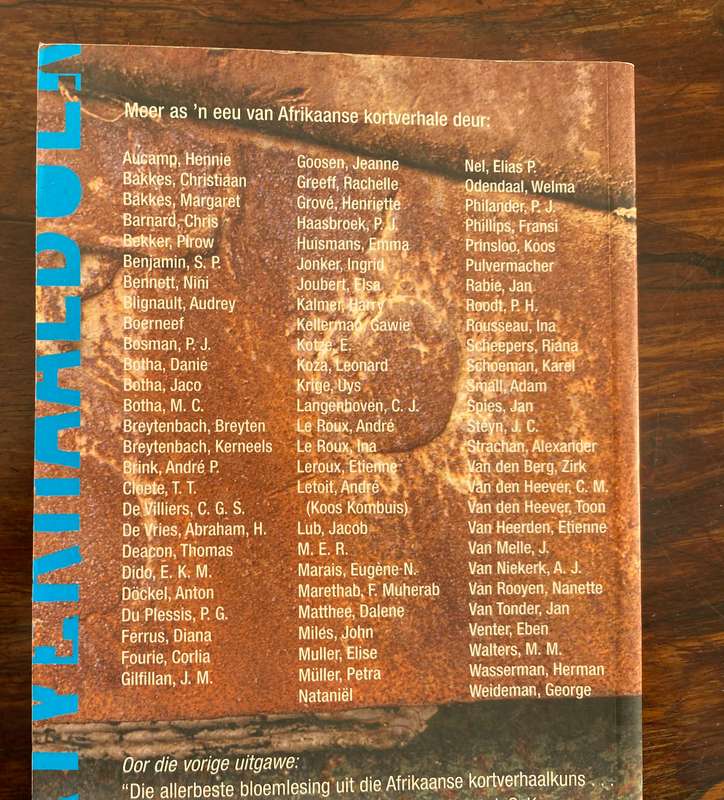 Meer as 'n eeu van Afrikaanse kortverhale deur:
Aucamp, Hennie
Bakkes, Christiaan
Bakkes, Margaret
Barnard, Chris
Bekker, Pirow
Benjamin, S. P.
Bennett, Nini
Blignault, Audrey
Boerneef
Bosman, P. J.
Botha, Danie
Botha, Jaco
Botha, M. C.
Breytenbach, Breyten
Breytenbach, Kerneels
Brink, André P.
Cloete, T. T.
De Villiers, C. G. S.
De Vries, Abraham, H.
Deacon, Thomas
Dido, E. K. M.
Döckel, Anton
Du Plessis, P. G.
Ferrus, Diana
Fourie, Corlia
Gilfillan, J. M.
Goosen, Jeanne
Greeff, Rachelle
Grové, Henriette
Haasbroek, P. J.
Huismans, Emma
Jonker, Ingrid
Joubert, Elsa
Kalmer, Harry
Kellerman, Gawie
Kotze, E.
Koza, Leonard
Krige, Uys
Langenhoven, C. J.
Le Roux, André
Le Roux, Ina
Leroux, Etienne
Letoit, André
(Koos Kombuis)
Lub, Jacob
M. E. R.
Marais, Eugène N.
Marethab, F. Muherab
Matthee, Dalene
Miles, John
Muller, Elise
Müller, Petra
Nataniël
Nel, Elias P.
Odendaal, Welma
Philander, P. J.
Phillips, Fransi
Prinsloo, Koos
Pulvermacher
Rabie, Jan
Roodt, P. H.
Rousseau, Ina
Scheepers, Riana
Schoeman, Karel
Small, Adam
Spies, Jan
Steyn, J. C.
Strachan, Alexander
Van den Berg, Zirk
Van den Heever, C. M.
Van den Heever, Toon
Van Heerden, Etienne
Van Melle, J.
Van Niekerk, A. J.
Van Rooyen, Nanette
Van Tonder, Jan
Venter, Eben
Walters, M. M.
Wasserman, Herman
Weideman, George
Oor die vorige uitgawe:
"Die allerbeste bloemlesing uit die Afrikaanse kortverhaalkuns . . .